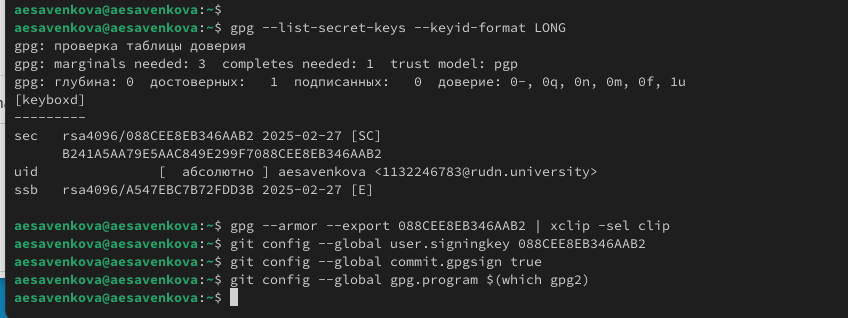 aesavenkova@aesavenkova:~$
aesavenkova@aesavenkova:~$ gpg --list-secret-keys --keyid-format LONG
gpg: проверка таблицы доверия
gpg: marginals needed: 3  completes needed: 1  trust model: pgp
gpg: глубина: 0  достоверных:   1  подписанных:   0  доверие: 0-, 0q, 0n, 0m, 0f, 1u
[keyboxd]
---------
sec   rsa4096/088CEE8EB346AAB2 2025-02-27 [SC]
      B241A5AA79E5AAC849E299F7088CEE8EB346AAB2
uid               [  абсолютно ] aesavenkova <1132246783@rudn.university>
ssb   rsa4096/A547EBC7B72FDD3B 2025-02-27 [E]
aesavenkova@aesavenkova:~$ gpg --armor --export 088CEE8EB346AAB2 | xclip -sel clip
aesavenkova@aesavenkova:~$ git config --global user.signingkey 088CEE8EB346AAB2
aesavenkova@aesavenkova:~$ git config --global commit.gpgsign true
aesavenkova@aesavenkova:~$ git config --global gpg.program $(which gpg2)
aesavenkova@aesavenkova:~$